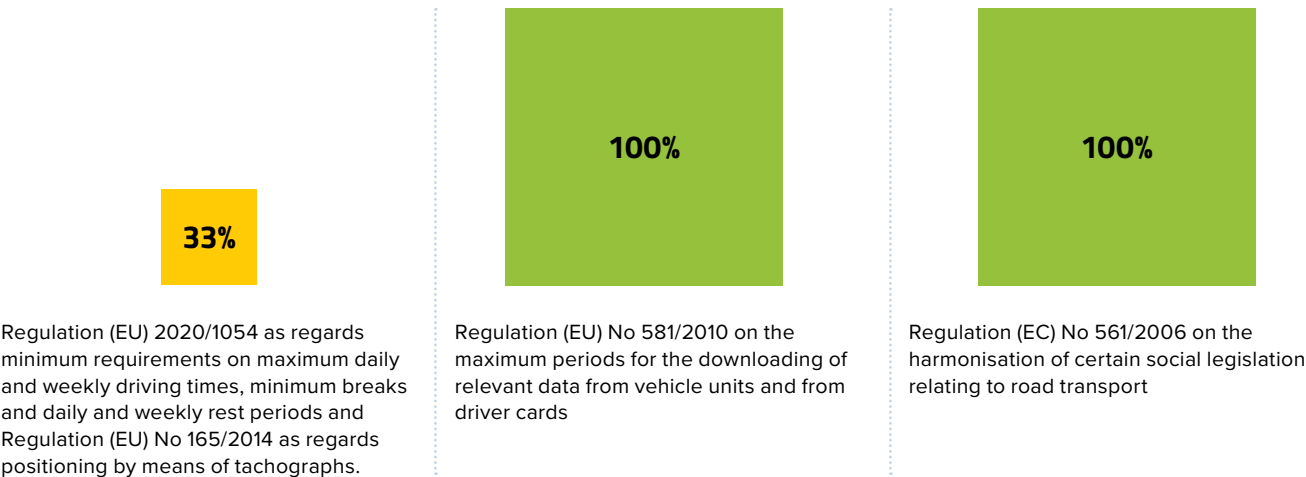 33%
Regulation (EU) 2020/1054 as regards
minimum requirements on maximum daily
and weekly driving times, minimum breaks
and daily and weekly rest periods and
Regulation (EU) No 165/2014 as regards
positioning by means of tachographs.
100%
Regulation (EU) No 581/2010 on the
maximum periods for the downloading of
relevant data from vehicle units and from
driver cards
100%
Regulation (EC) No 561/2006 on the
harmonisation of certain social legislation
relating to road transport